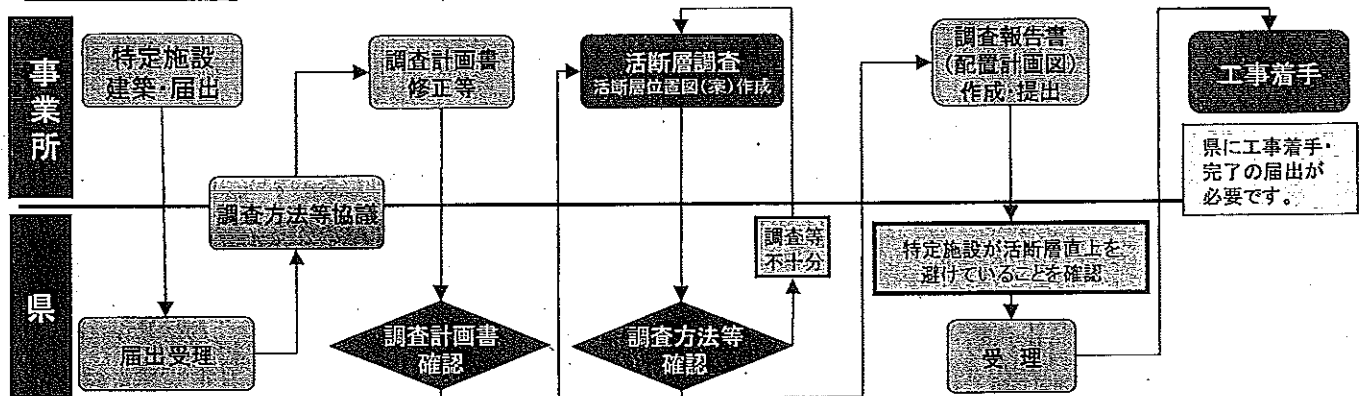 事業所
特定施設
建築・届出
調査計画書
修正等
活断層調査
活断層位置図(案)作成
調査報告書
(配置計画図)
作成・提出
工事着手
県に工事着手・
完了の届出が
必要です。
調査方法等協議
調査等
不十分
特定施設が活断層直上を
避けていることを確認
県
届出受理
調査計画書
確認
調査方法等
確認
受 理